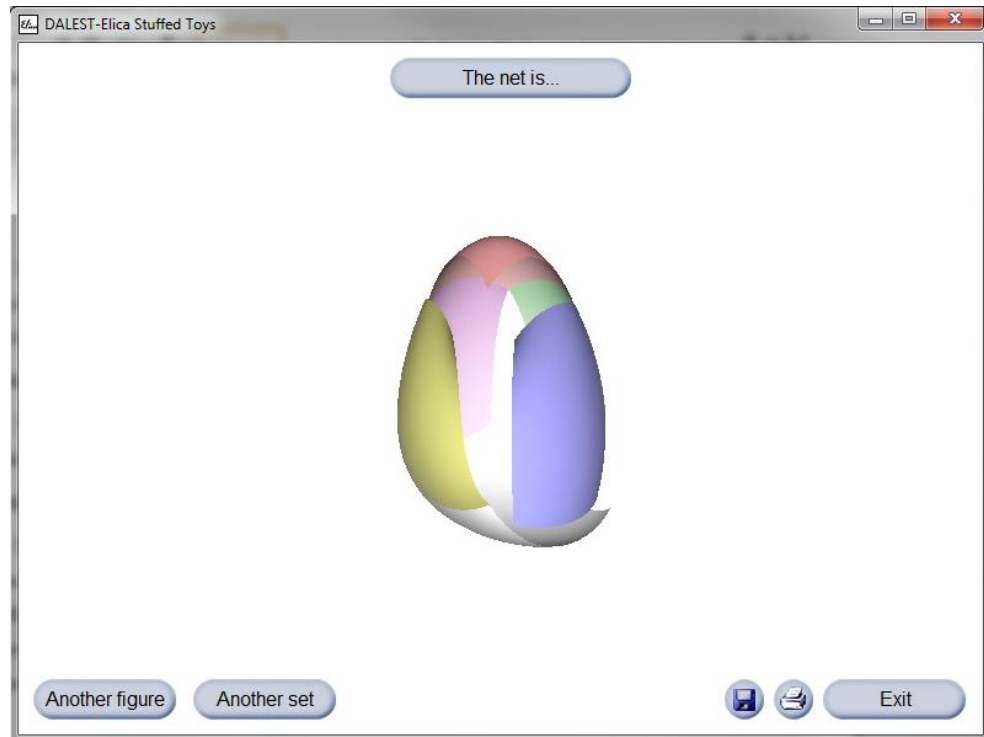 DALEST-Elica Stuffed Toys
The net is...
Another figure
Another set
Exit